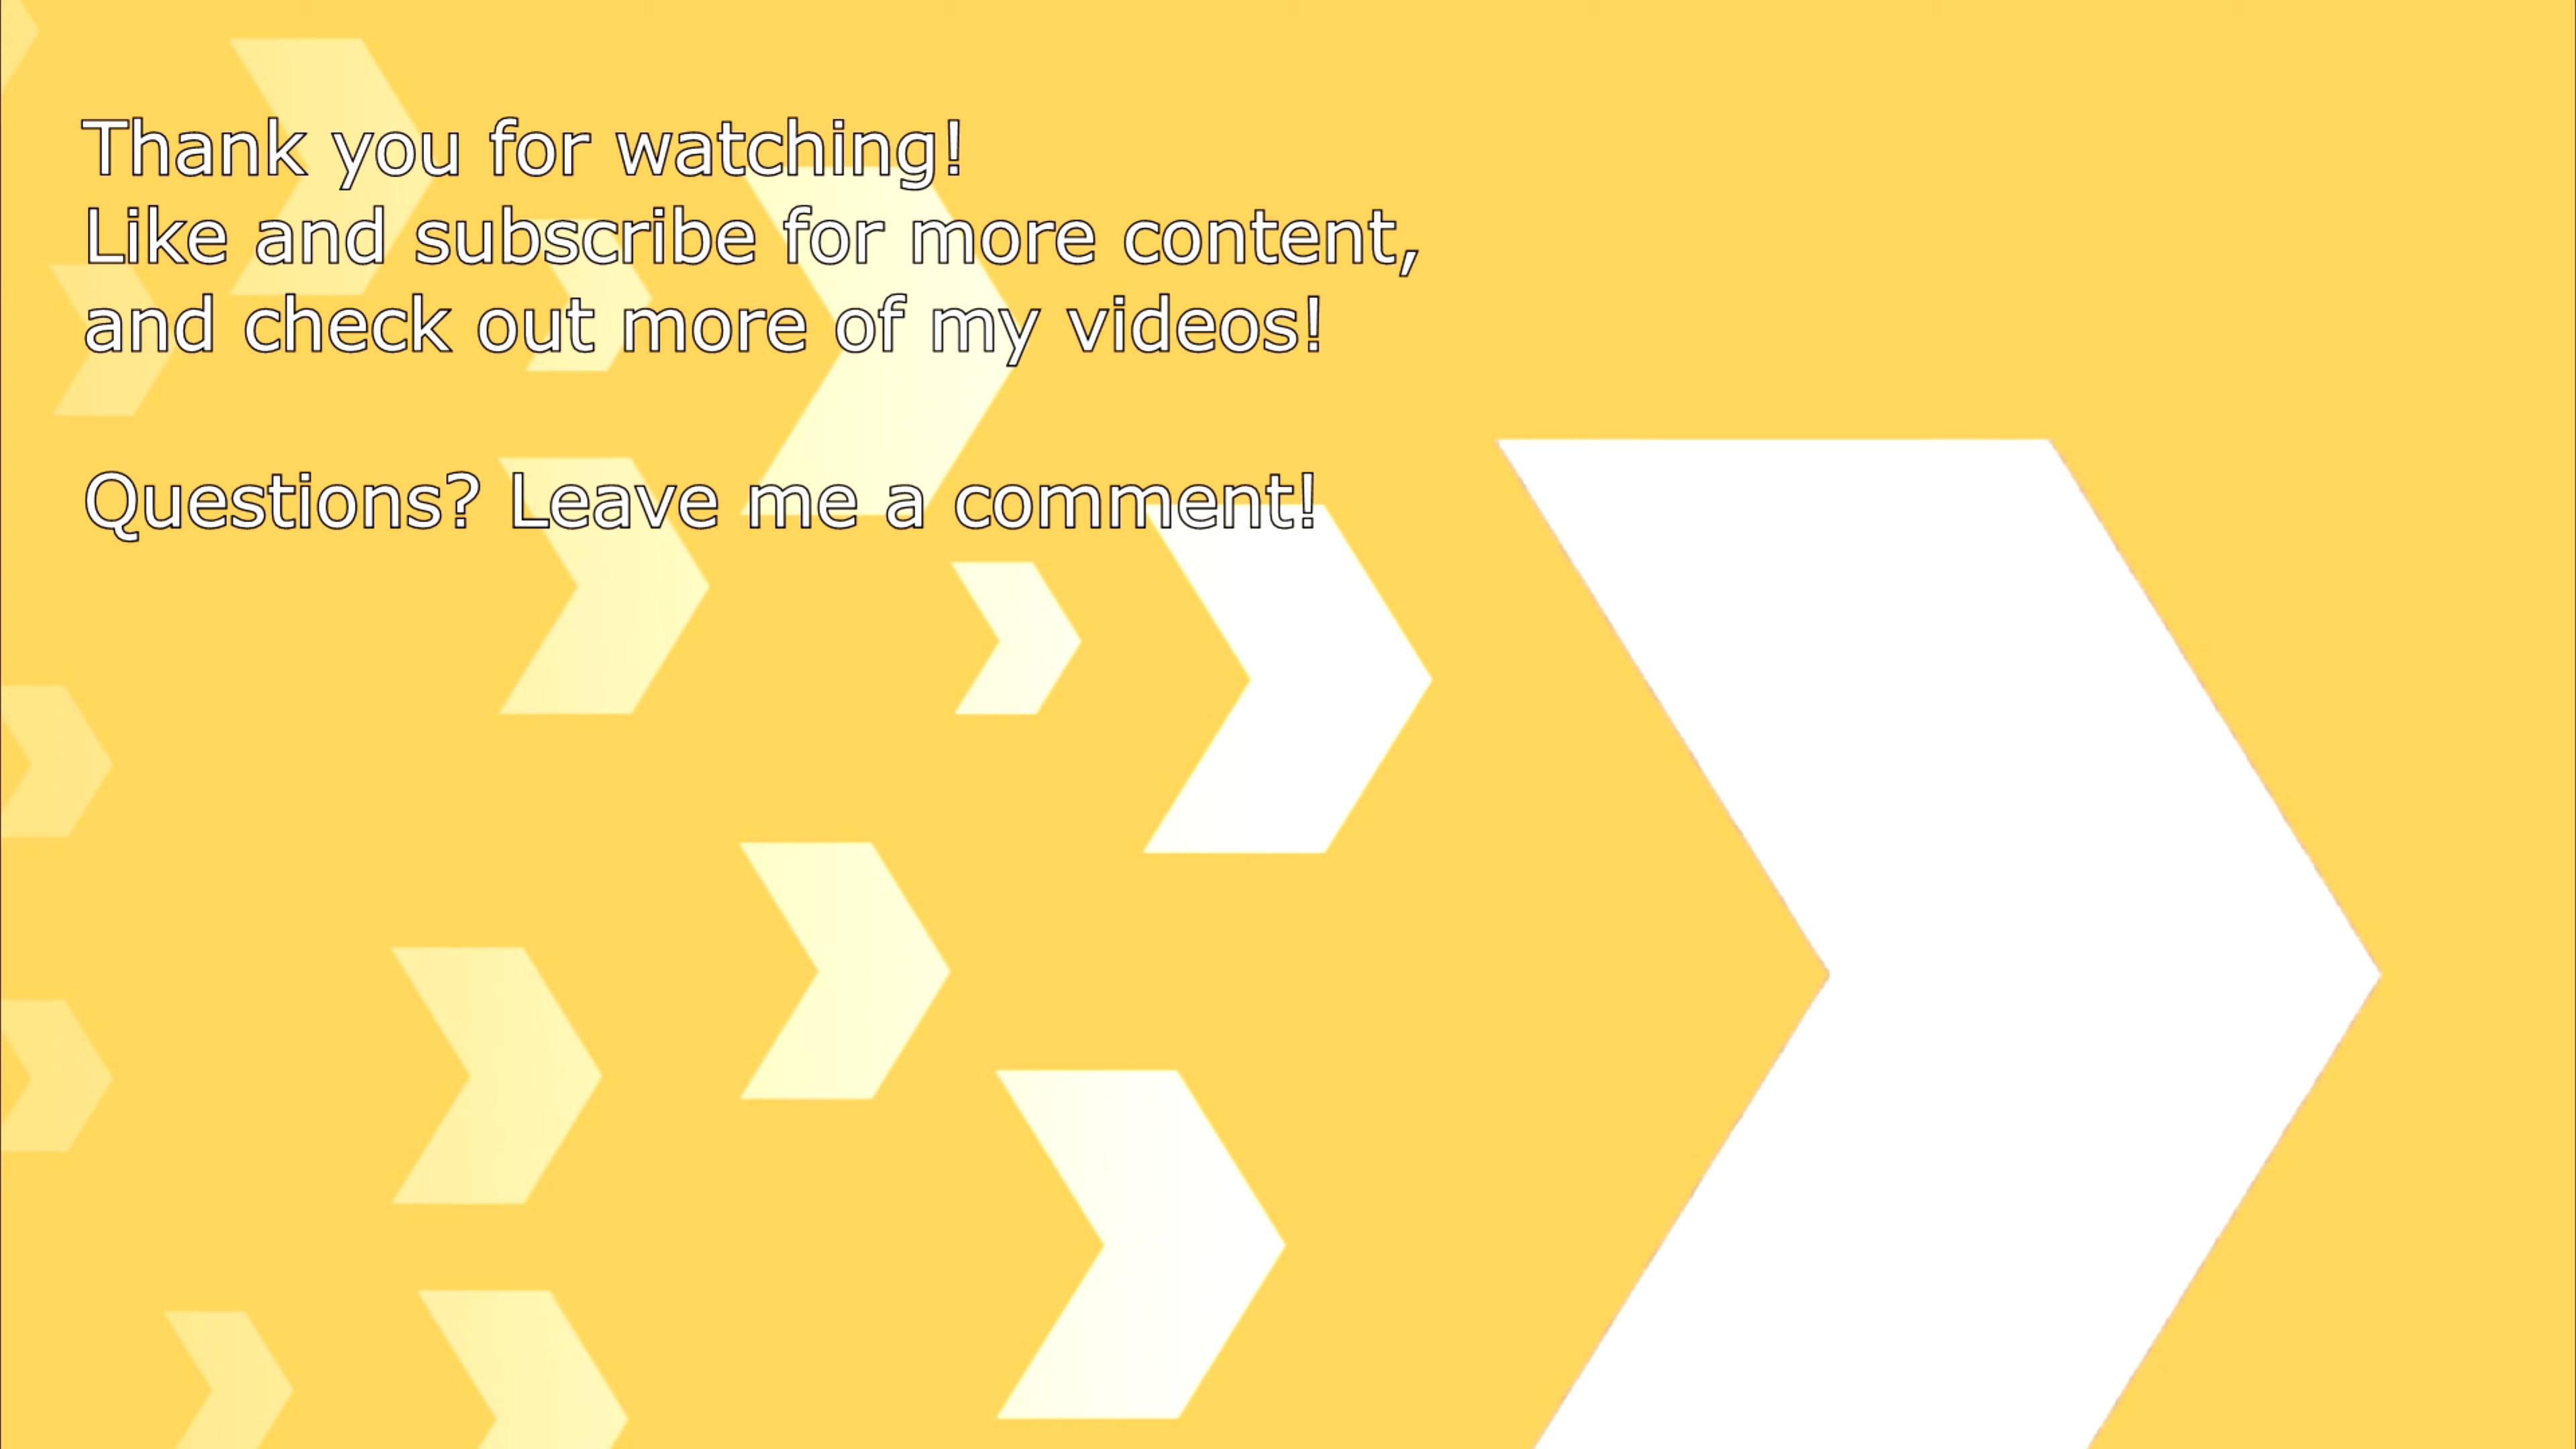 Thank you for watching!
Like and subscribe for more content,
and check out more of my videos!
Questions? Leave me a comment!